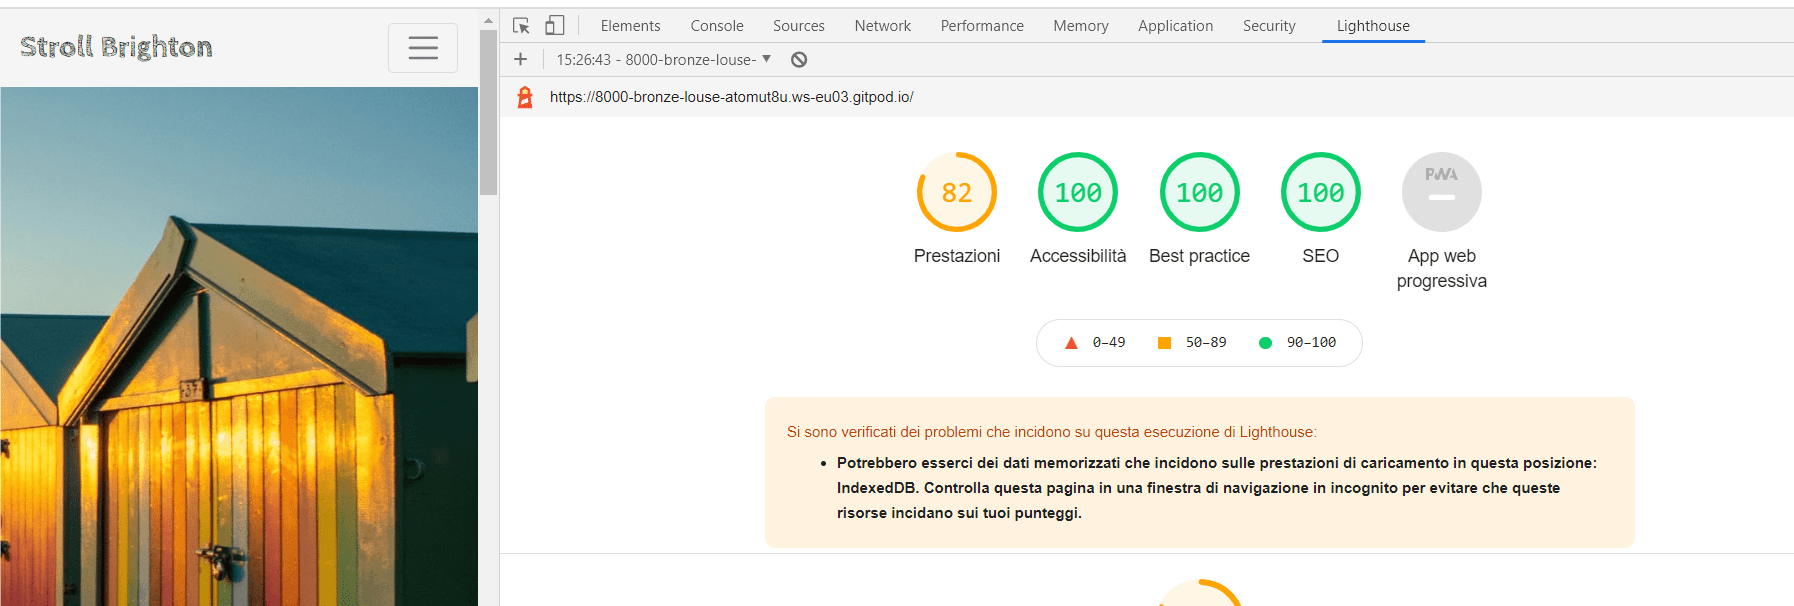 Stroll Brighton
Elements Console Sources Network Performance Memory Application Security Lighthouse
15:26:43 - 8000-bronze-louse-
https://8000-bronze-louse-atomut8u.ws-eu03.gitpod.io/
82 100 100 100 PWA
Prestazioni Accessibilità Best practice SEO App web
progressiva
0–49 50–89 90–100
Si sono verificati dei problemi che incidono su questa esecuzione di Lighthouse:
Potrebbero esserci dei dati memorizzati che incidono sulle prestazioni di caricamento in questa posizione:
IndexedDB. Controlla questa pagina in una finestra di navigazione in incognito per evitare che queste
risorse incidano sui tuoi punteggi.
37